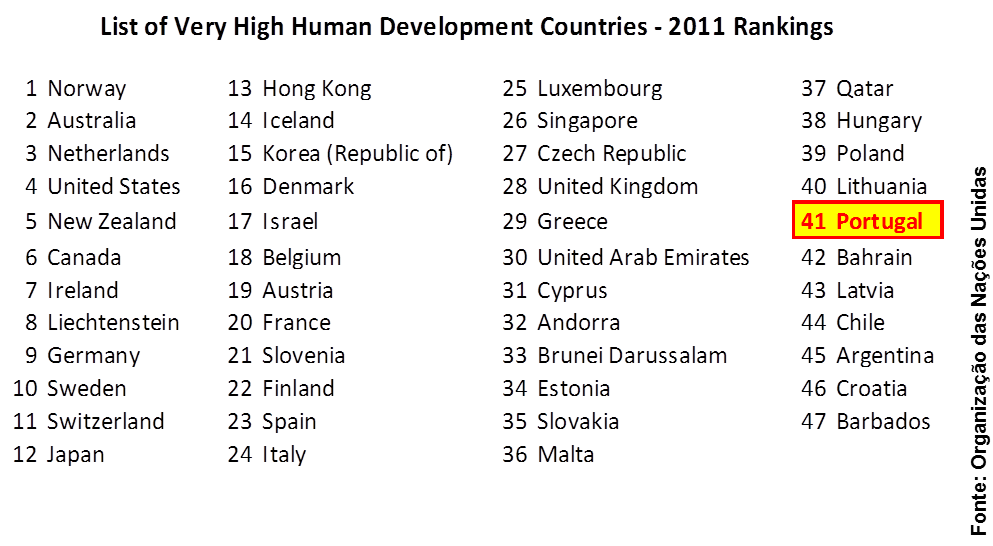 List of Very High Human Development Countries - 2011 Rankings
1 Norway
2 Australia
3 Netherlands
4 United States
5 New Zealand
6 Canada
7 Ireland
8 Liechtenstein
9 Germany
10 Sweden
11 Switzerland
12 Japan
13 Hong Kong
14 Iceland
15 Korea (Republic of)
16 Denmark
17 Israel
18 Belgium
19 Austria
20 France
21 Slovenia
22 Finland
23 Spain
24 Italy
25 Luxembourg
26 Singapore
27 Czech Republic
28 United Kingdom
29 Greece
30 United Arab Emirates
31 Cyprus
32 Andorra
33 Brunei Darussalam
34 Estonia
35 Slovakia
36 Malta
37 Qatar
38 Hungary
39 Poland
40 Lithuania
41 Portugal
42 Bahrain
43 Latvia
44 Chile
45 Argentina
46 Croatia
47 Barbados
Fonte: Organização das Nações Unidas